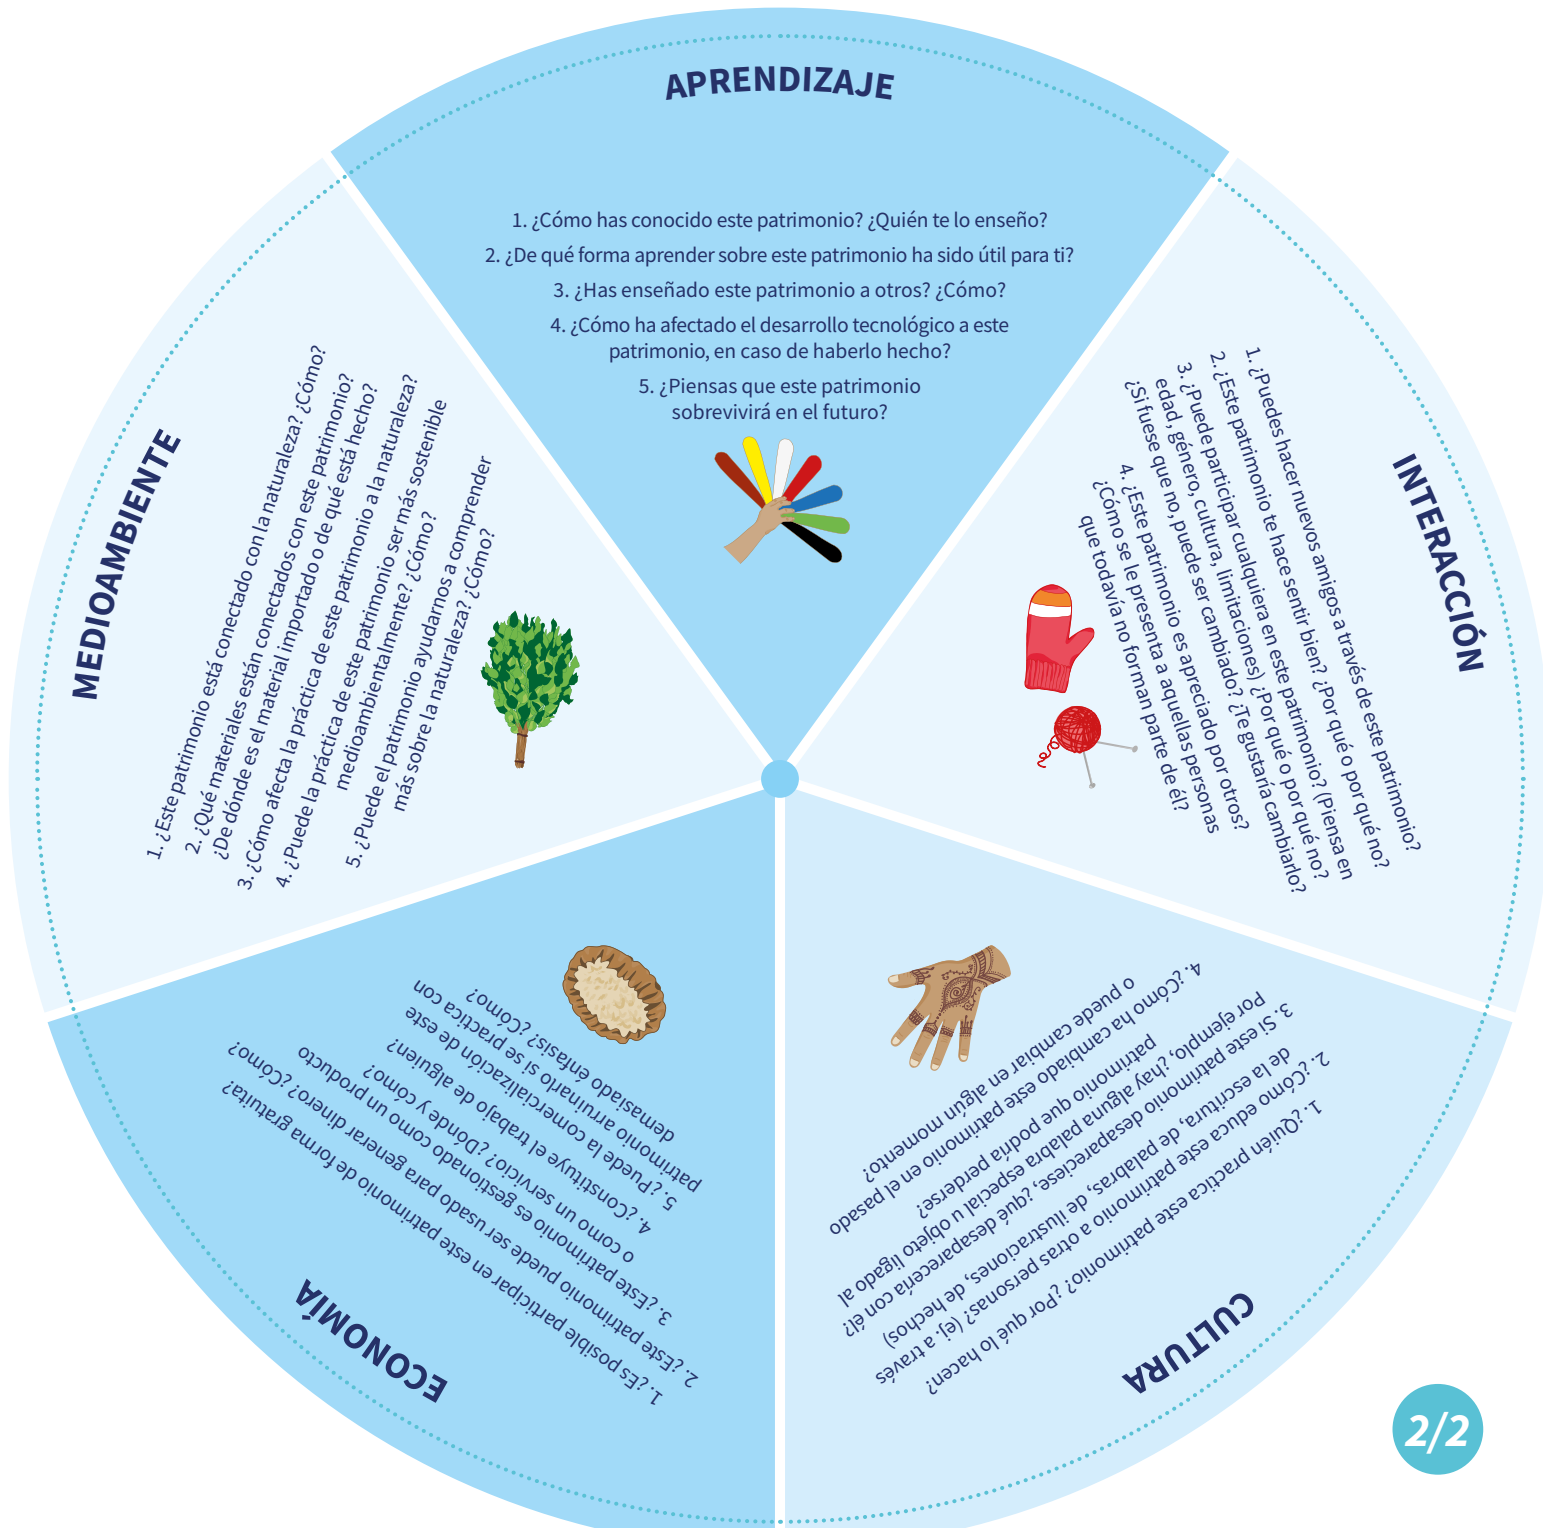 APRENDIZAJE
1. ¿Cómo has conocido este patrimonio? ¿Quién te lo enseño?
2. ¿De qué forma aprender sobre este patrimonio ha sido útil para ti?
3. ¿Has enseñado este patrimonio a otros? ¿Cómo?
4. ¿Cómo ha afectado el desarrollo tecnológico a este
patrimonio, en caso de haberlo hecho?
5. ¿Piensas que este patrimonio
sobrevivirá en el futuro?
INTERACCIÓN
1. ¿Puedes hacer nuevos amigos a través de este patrimonio?
2. ¿Este patrimonio te hace sentir bien? ¿Por qué o por qué no?
3. ¿Puede participar cualquiera en este patrimonio? (Piensa en
edad, género, cultura, limitaciones) ¿Por qué o por qué no?
¿Si fuese que no, puede ser cambiado? ¿Te gustaría cambiarlo?
4. ¿Este patrimonio es apreciado por otros?
¿Cómo se le presenta a aquellas personas
que todavía no forman parte de él?
CULTURA
1. ¿Quién practica este patrimonio? ¿Por qué lo hacen?
2. ¿Cómo educa este patrimonio a otras personas? (ej. a través
de la escritura, de palabras, de ilustraciones, de hechos)
3. Si este patrimonio desapareciese, ¿qué desaparecería con él?
Por ejemplo, ¿hay alguna palabra especial u objeto ligado al
patrimonio que podría perderse?
4. ¿Cómo ha cambiado este patrimonio en el pasado
o puede cambiar en algún momento?
ECONOMÍA
1. ¿Es posible participar en este patrimonio de forma gratuita?
2. ¿Este patrimonio puede ser usado para generar dinero? ¿Cómo?
3. ¿Este patrimonio es gestionado como un producto
o como un servicio? ¿Dónde y cómo?
4. ¿Constituye el trabajo de alguien?
5. ¿Puede la comercialización de este
patrimonio arruinarlo si se practica con
demasiado énfasis? ¿Cómo?
MEDIOAMBIENTE
1. ¿Este patrimonio está conectado con la naturaleza? ¿Cómo?
2. ¿Qué materiales están conectados con este patrimonio?
¿De dónde es el material importado o de qué está hecho?
3. ¿Cómo afecta la práctica de este patrimonio a la naturaleza?
4. ¿Puede la práctica de este patrimonio ser más sostenible
medioambientalmente? ¿Cómo?
5. ¿Puede el patrimonio ayudarnos a comprender
más sobre la naturaleza? ¿Cómo?
2/2